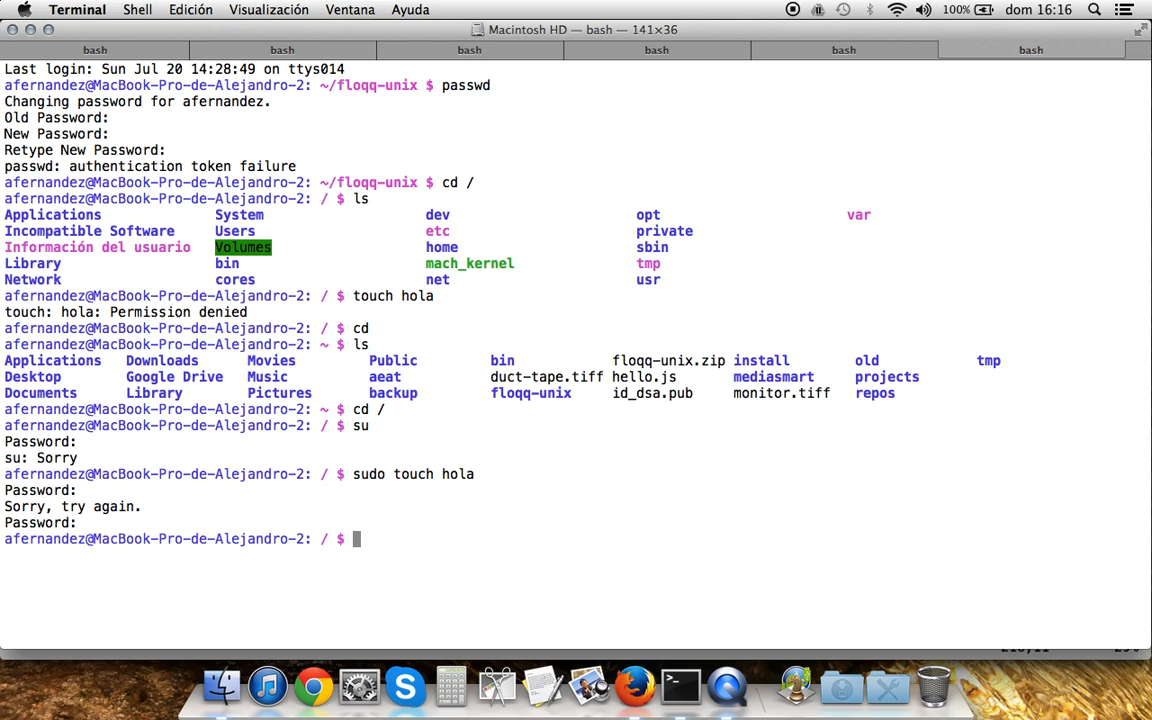 Terminal Shell Edición Visualización Ventana Ayuda 100% dom 16:16
Macintosh HD — bash — 141×36
bash bash bash bash bash bash
Last login: Sun Jul 20 14:28:49 on ttys014
afernandez@MacBook-Pro-de-Alejandro-2: ~/floqq-unix $ passwd
Changing password for afernandez.
Old Password:
New Password:
Retype New Password:
passwd: authentication token failure
afernandez@MacBook-Pro-de-Alejandro-2: ~/floqq-unix $ cd /
afernandez@MacBook-Pro-de-Alejandro-2: / $ ls
Applications System dev opt var
Incompatible Software Users etc private
Información del usuario Volumes home sbin
Library bin mach_kernel tmp
Network cores net usr
afernandez@MacBook-Pro-de-Alejandro-2: / $ touch hola
touch: hola: Permission denied
afernandez@MacBook-Pro-de-Alejandro-2: / $ cd
afernandez@MacBook-Pro-de-Alejandro-2: ~ $ ls
Applications Downloads Movies Public bin floqq-unix.zip install old tmp
Desktop Google Drive Music aeat duct-tape.tiff hello.js mediasmart projects
Documents Library Pictures backup floqq-unix id_dsa.pub monitor.tiff repos
afernandez@MacBook-Pro-de-Alejandro-2: ~ $ cd /
afernandez@MacBook-Pro-de-Alejandro-2: / $ su
Password:
su: Sorry
afernandez@MacBook-Pro-de-Alejandro-2: / $ sudo touch hola
Password:
Sorry, try again.
Password:
afernandez@MacBook-Pro-de-Alejandro-2: / $